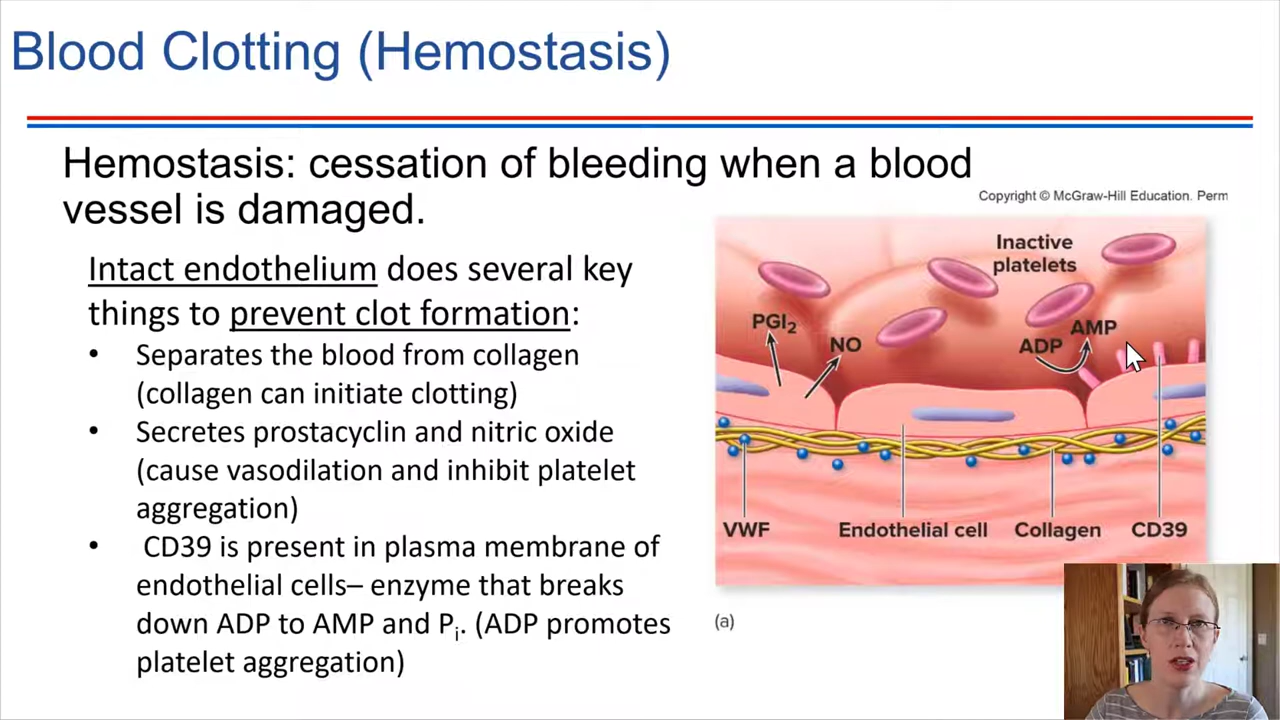 Blood Clotting (Hemostasis)
Hemostasis: cessation of bleeding when a blood
vessel is damaged.
Copyright © McGraw-Hill Education. Perm
Intact endothelium does several key
things to prevent clot formation:
• Separates the blood from collagen
(collagen can initiate clotting)
• Secretes prostacyclin and nitric oxide
(cause vasodilation and inhibit platelet
aggregation)
• CD39 is present in plasma membrane of
endothelial cells– enzyme that breaks
down ADP to AMP and Pi. (ADP promotes
platelet aggregation)
Inactive
platelets
PGI2
NO
ADP
AMP
VWF
Endothelial cell
Collagen
CD39
(a)